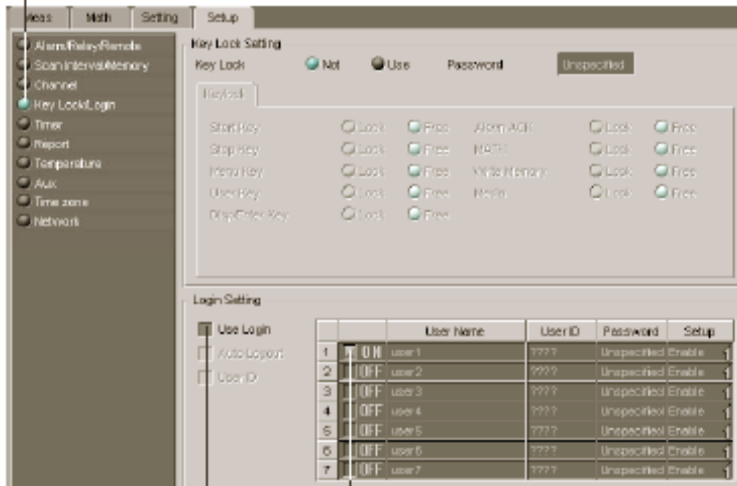 Meas Math Setting Setup
Alarm/Relay/Remote
Scan Interval/Memory
Channel
Key Lock/Login
Timer
Report
Temperature
Aux
Time zone
Network
Key Lock Setting
Key Lock Not Use Password Unspecified
Keylock
Start Key Lock Free Alarm ACK Lock Free
Stop Key Lock Free MATH Lock Free
Menu Key Lock Free Write Memory Lock Free
User Key Lock Free Lock Free
Disp/Enter Key Lock Free
Login Setting
Use Login
Auto Logout
User ID
User Name User ID Password Setup
1 ON user1 ???? Unspecified Enable
2 OFF user2 ???? Unspecified Enable
3 OFF user3 ???? Unspecified Enable
4 OFF user4 ???? Unspecified Enable
5 OFF user5 ???? Unspecified Enable
6 OFF user6 ???? Unspecified Enable
7 OFF user7 ???? Unspecified Enable